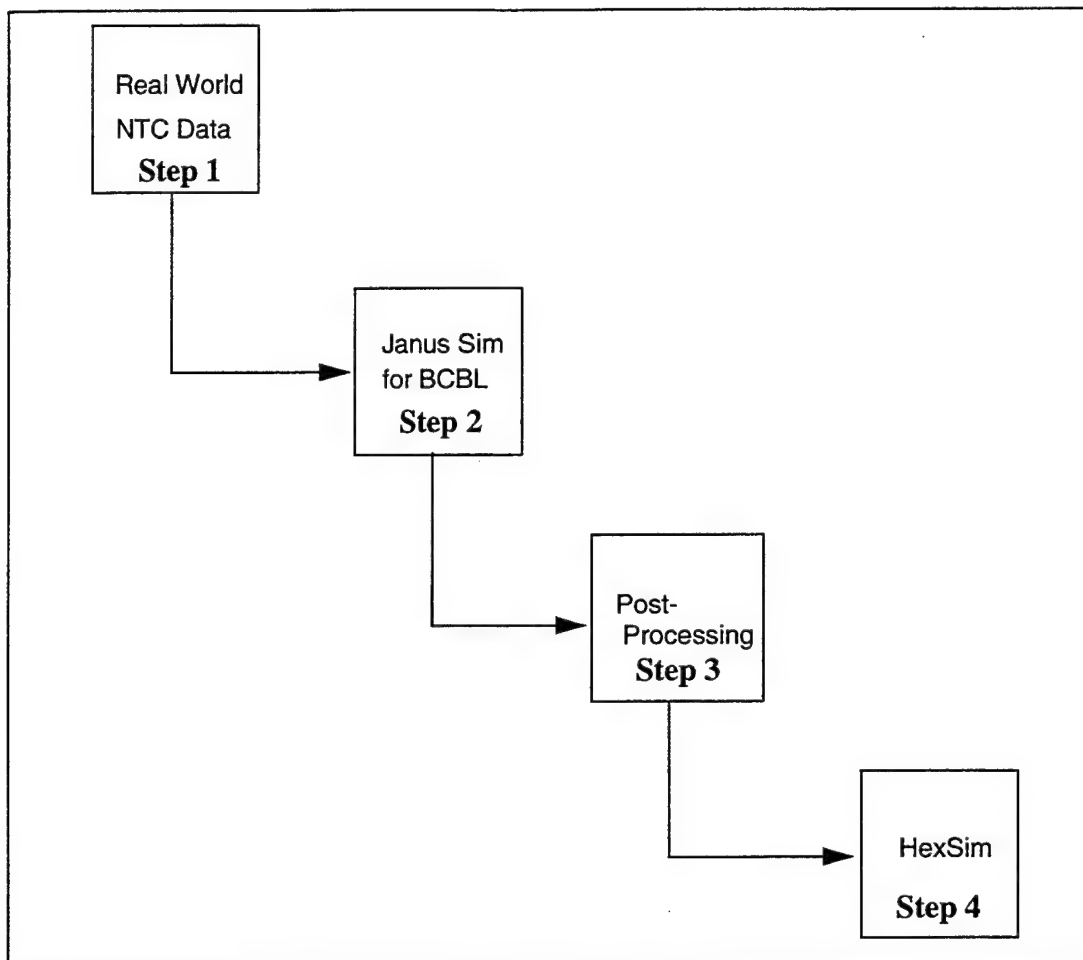 Real World
NTC Data
Step 1
Janus Sim
for BCBL
Step 2
Post-
Processing
Step 3
HexSim
Step 4